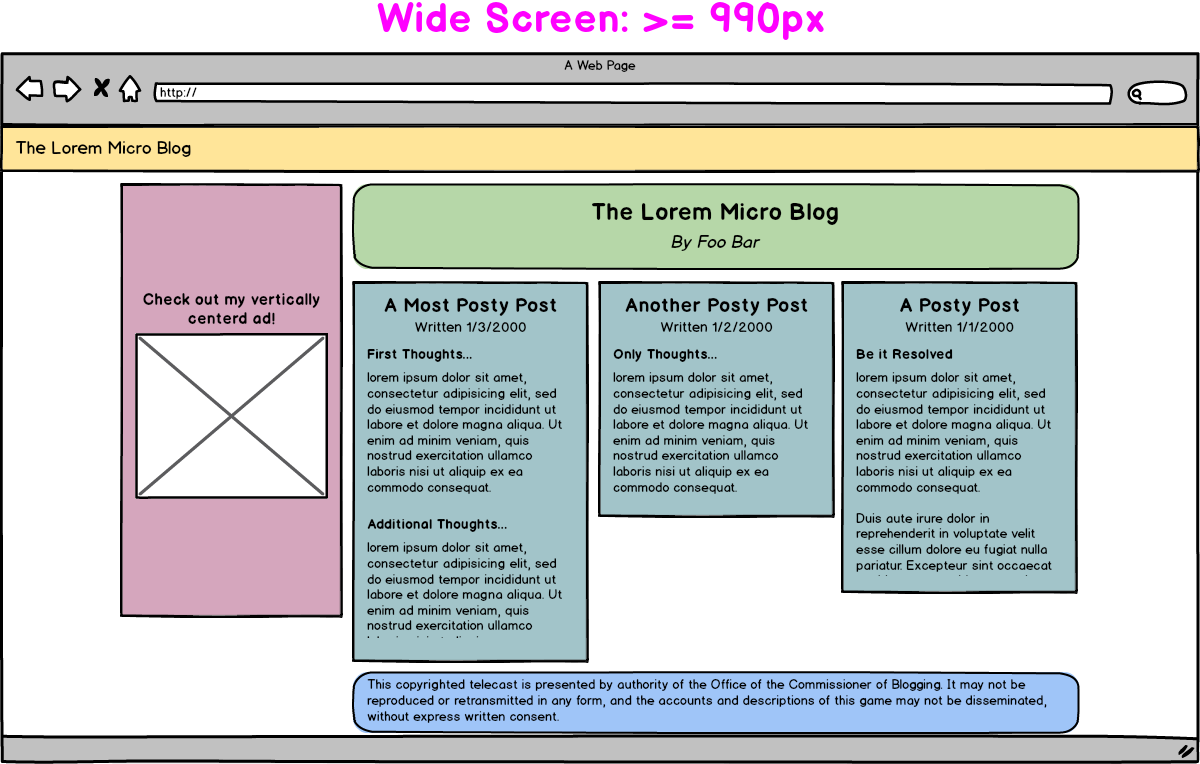 Wide Screen: >= 990px
A Web Page
http://
The Lorem Micro Blog
Check out my vertically
centerd ad!
The Lorem Micro Blog
By Foo Bar
A Most Posty Post
Written 1/3/2000
First Thoughts...
lorem ipsum dolor sit amet,
consectetur adipisicing elit, sed
do eiusmod tempor incididunt ut
labore et dolore magna aliqua. Ut
enim ad minim veniam, quis
nostrud exercitation ullamco
laboris nisi ut aliquip ex ea
commodo consequat.
Additional Thoughts...
lorem ipsum dolor sit amet,
consectetur adipisicing elit, sed
do eiusmod tempor incididunt ut
labore et dolore magna aliqua. Ut
enim ad minim veniam, quis
nostrud exercitation ullamco
Another Posty Post
Written 1/2/2000
Only Thoughts...
lorem ipsum dolor sit amet,
consectetur adipisicing elit, sed
do eiusmod tempor incididunt ut
labore et dolore magna aliqua. Ut
enim ad minim veniam, quis
nostrud exercitation ullamco
laboris nisi ut aliquip ex ea
commodo consequat.
A Posty Post
Written 1/1/2000
Be it Resolved
lorem ipsum dolor sit amet,
consectetur adipisicing elit, sed
do eiusmod tempor incididunt ut
labore et dolore magna aliqua. Ut
enim ad minim veniam, quis
nostrud exercitation ullamco
laboris nisi ut aliquip ex ea
commodo consequat.
Duis aute irure dolor in
reprehenderit in voluptate velit
esse cillum dolore eu fugiat nulla
pariatur. Excepteur sint occaecat
This copyrighted telecast is presented by authority of the Office of the Commissioner of Blogging. It may not be
reproduced or retransmitted in any form, and the accounts and descriptions of this game may not be disseminated,
without express written consent.